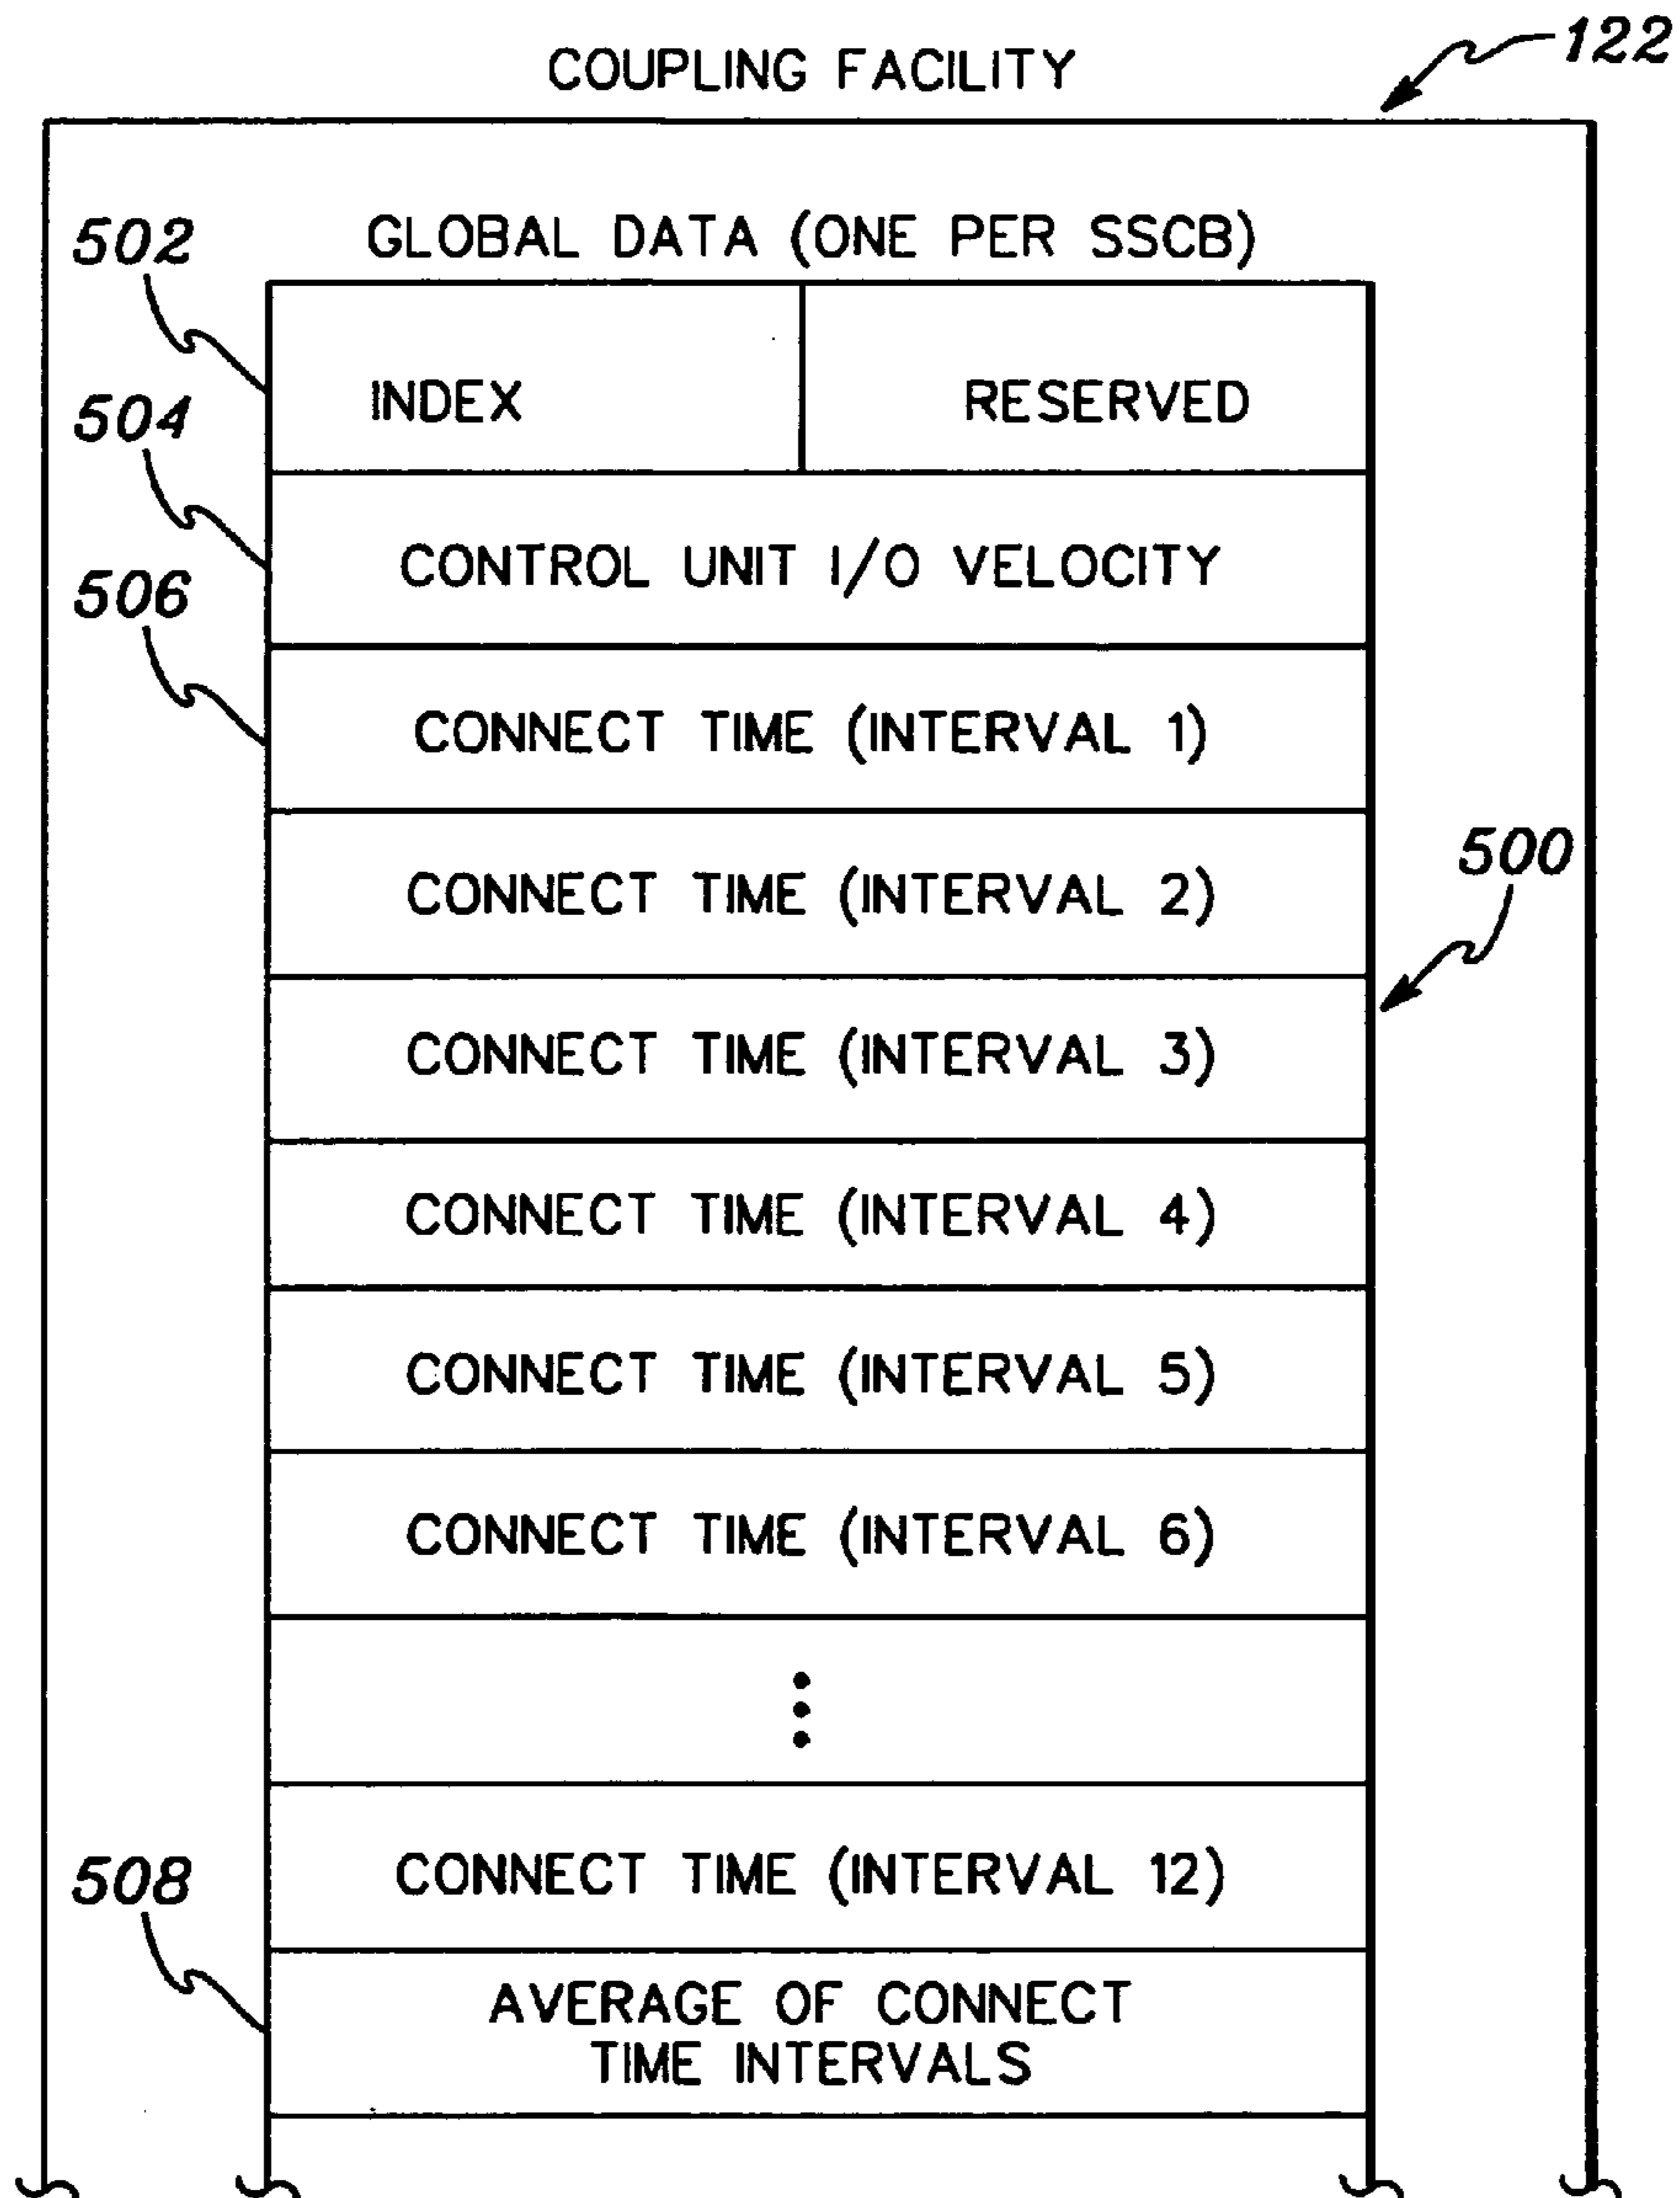 122
COUPLING FACILITY
502
GLOBAL DATA (ONE PER SSCB)
INDEX
RESERVED
504
CONTROL UNIT I/O VELOCITY
506
CONNECT TIME (INTERVAL 1)
CONNECT TIME (INTERVAL 2)
500
CONNECT TIME (INTERVAL 3)
CONNECT TIME (INTERVAL 4)
CONNECT TIME (INTERVAL 5)
CONNECT TIME (INTERVAL 6)
CONNECT TIME (INTERVAL 12)
508
AVERAGE OF CONNECT
TIME INTERVALS